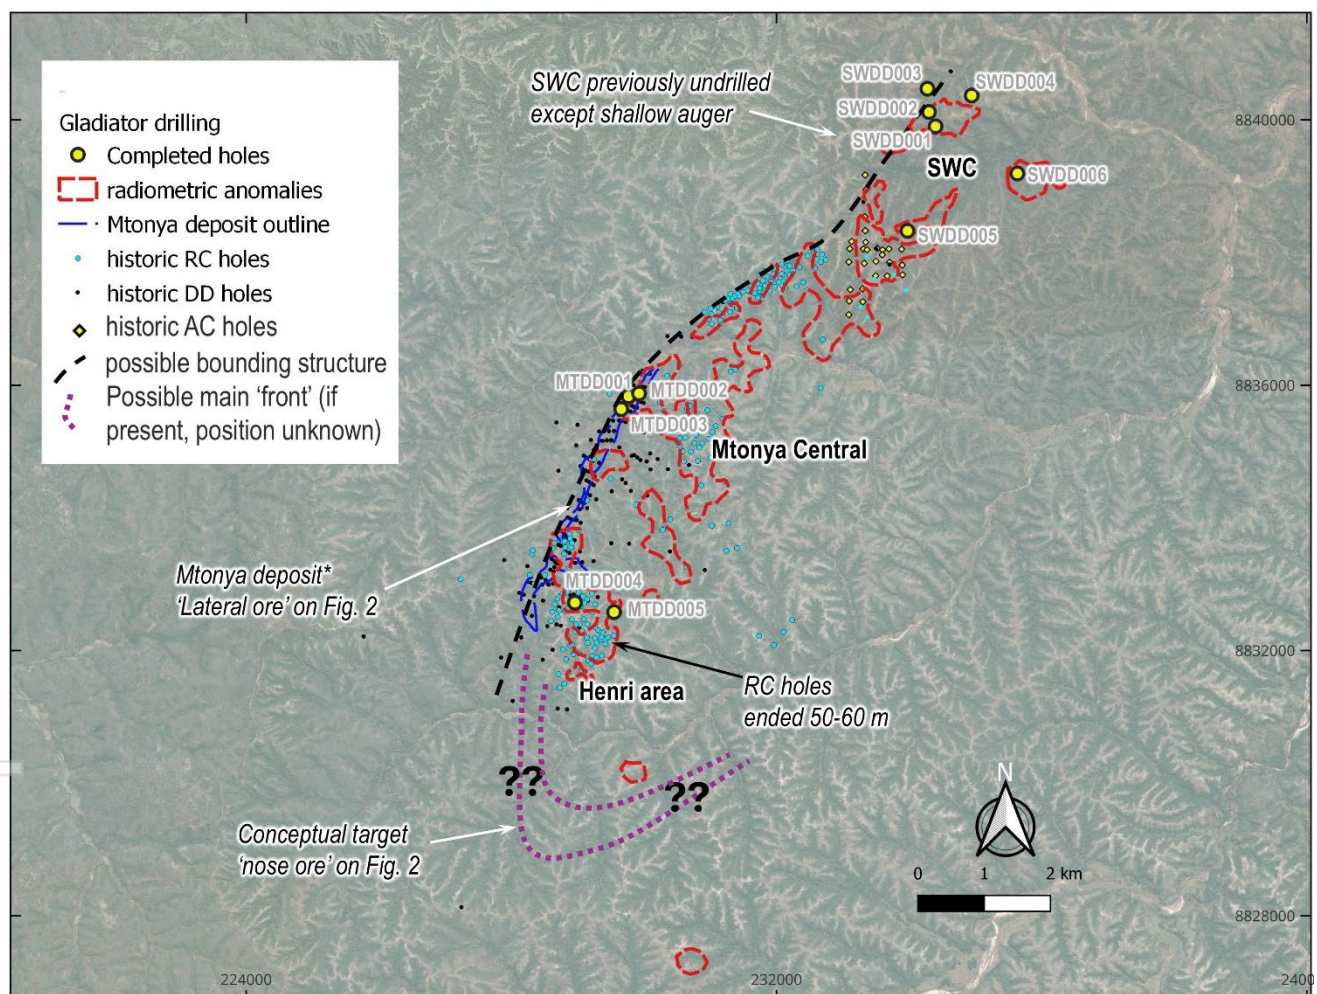 Gladiator drilling
Completed holes
radiometric anomalies
Mtonya deposit outline
historic RC holes
historic DD holes
historic AC holes
possible bounding structure
Possible main ‘front’ (if
present, position unknown)
SWC previously undrilled
except shallow auger
SWDD003
SWDD004
SWDD002
SWDD001
SWC
SWDD006
SWDD005
8840000
MTDD001
MTDD002
MTDD003
8836000
Mtonya Central
Mtonya deposit*
‘Lateral ore’ on Fig. 2
MTDD004
MTDD005
8832000
Henri area
RC holes
ended 50-60 m
??
??
Conceptual target
‘nose ore’ on Fig. 2
N
0 1 2 km
8828000
224000
232000
2400